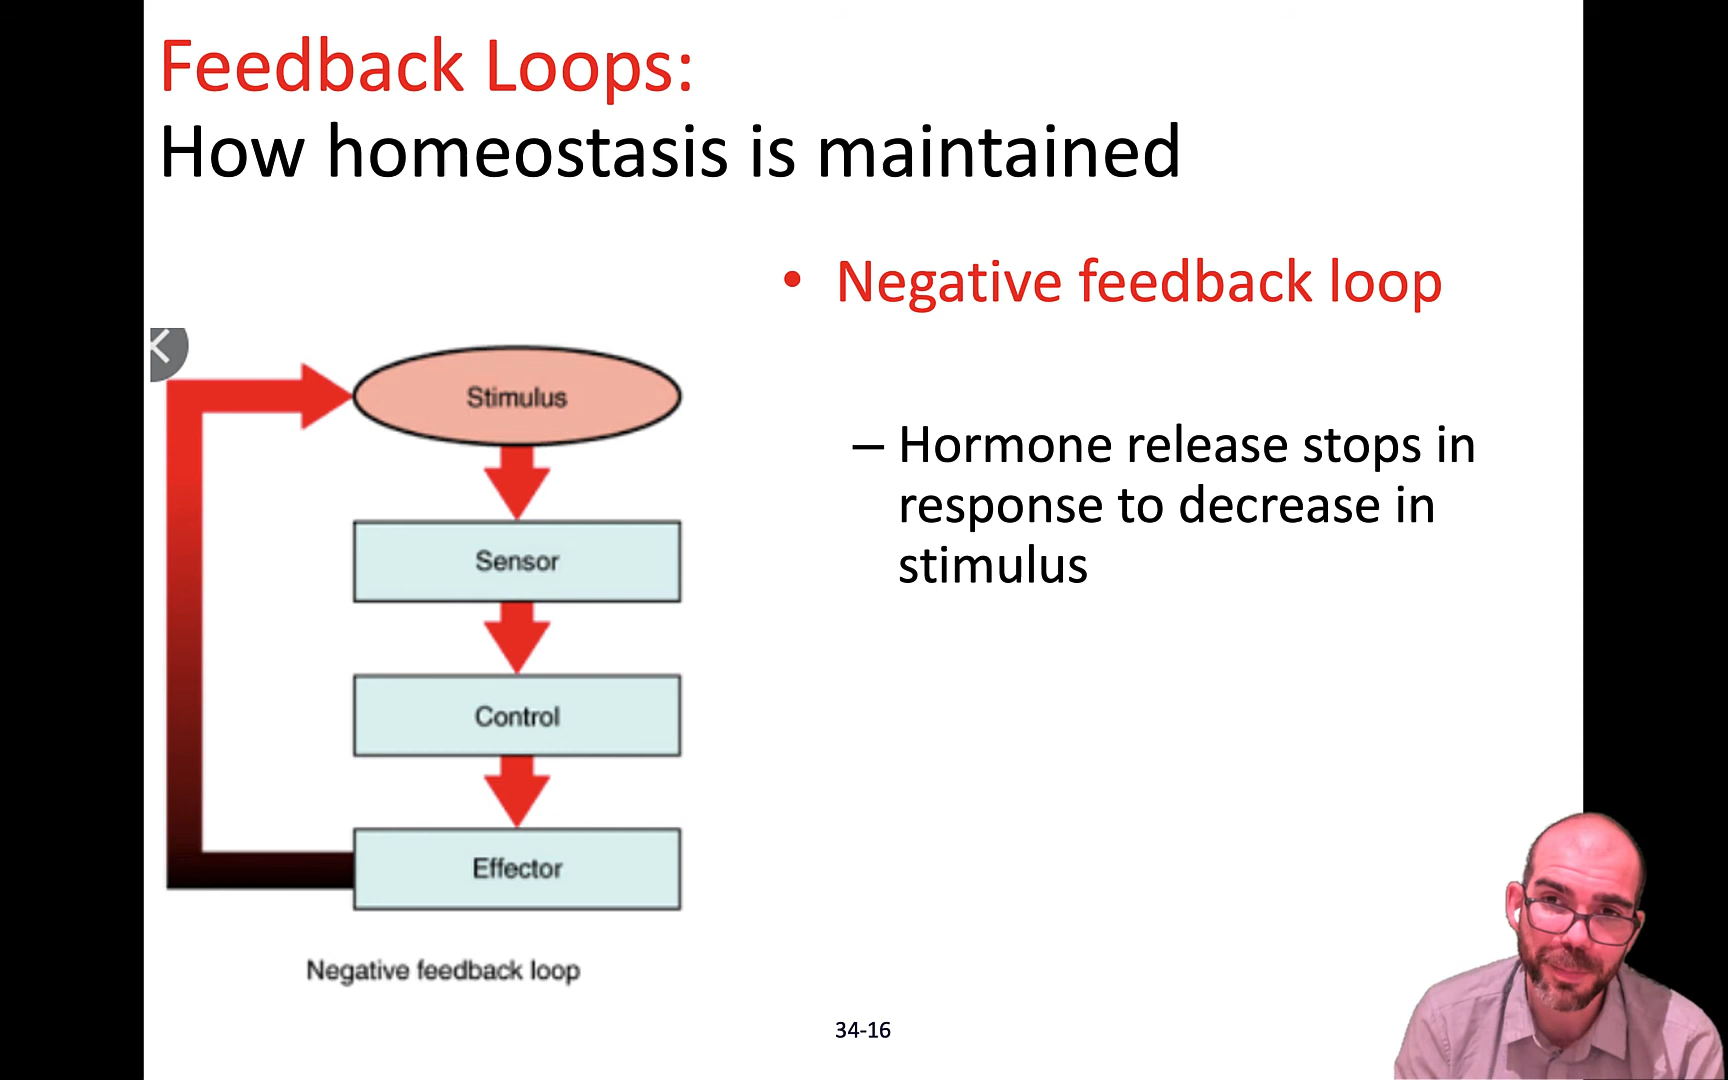 Feedback Loops:
How homeostasis is maintained
• Negative feedback loop
– Hormone release stops in
response to decrease in
stimulus
Stimulus
Sensor
Control
Effector
Negative feedback loop
34-16